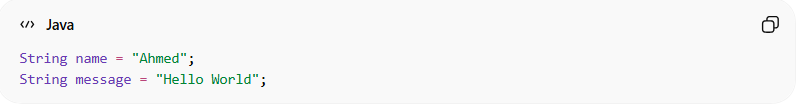 Java
String name = "Ahmed";
String message = "Hello World";